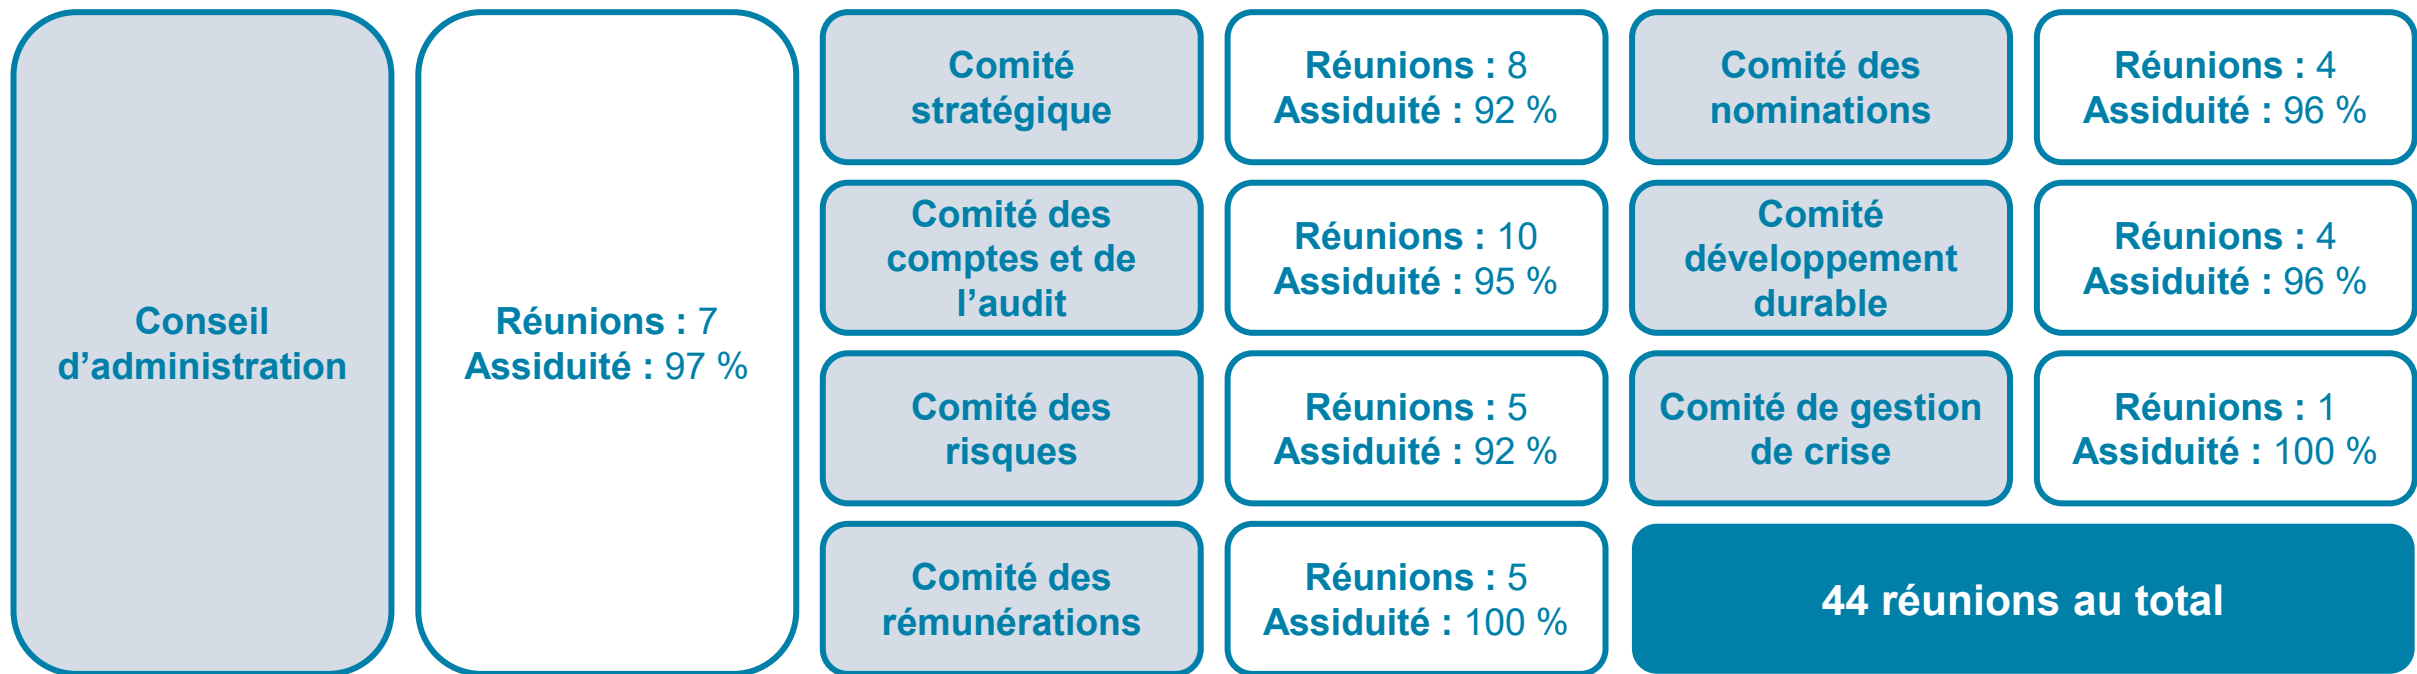 Conseil
d’administration
Réunions : 7
Assiduité : 97 %
Comité
stratégique
Réunions : 8
Assiduité : 92 %
Comité des
nominations
Réunions : 4
Assiduité : 96 %
Comité des
comptes et de
l’audit
Réunions : 10
Assiduité : 95 %
Comité
développement
durable
Réunions : 4
Assiduité : 96 %
Comité des
risques
Réunions : 5
Assiduité : 92 %
Comité de gestion
de crise
Réunions : 1
Assiduité : 100 %
Comité des
rémunérations
Réunions : 5
Assiduité : 100 %
44 réunions au total